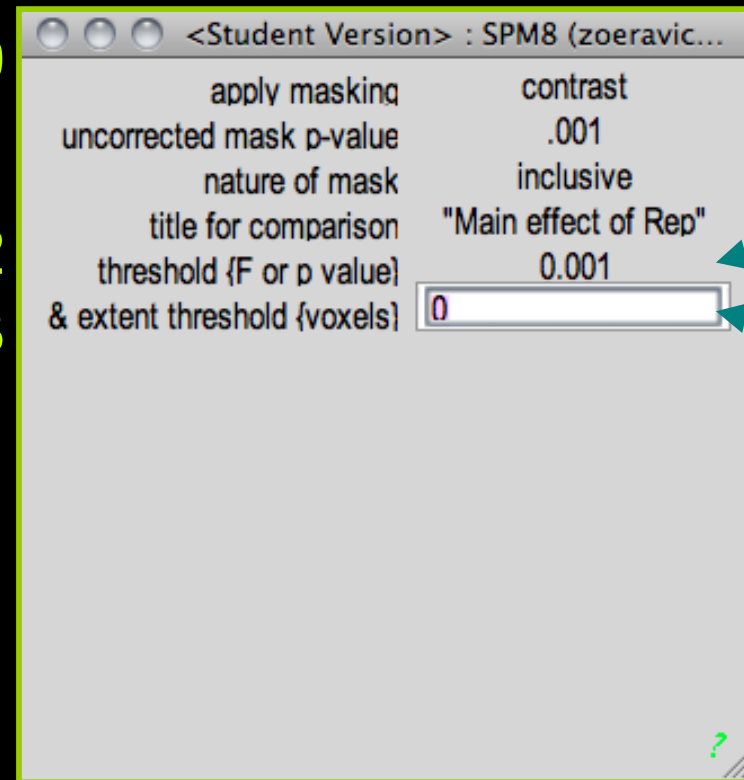 <Student Version> : SPM8 (zoeravic...
apply masking contrast
uncorrected mask p-value .001
nature of mask inclusive
title for comparison "Main effect of Rep"
threshold {F or p value} 0.001
& extent threshold {voxels} 0
?